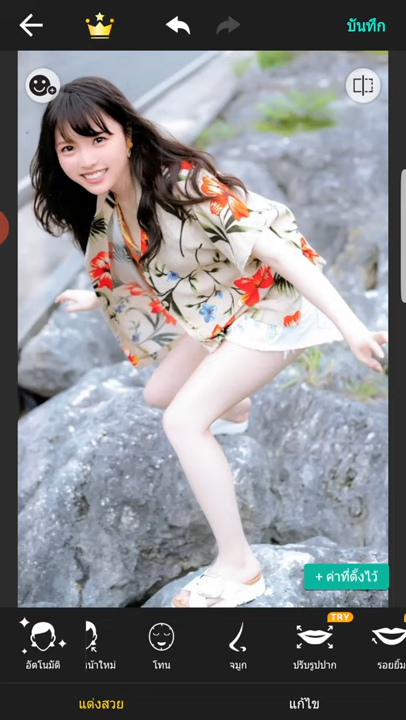 บันทึก
+ ค่าที่ตั้งไว้
TRY
อัตโนมัติ
น้าใหม่
โทน
จมูก
ปรับรูปปาก
รอยยิ้ม
แต่งสวย
แก้ไข